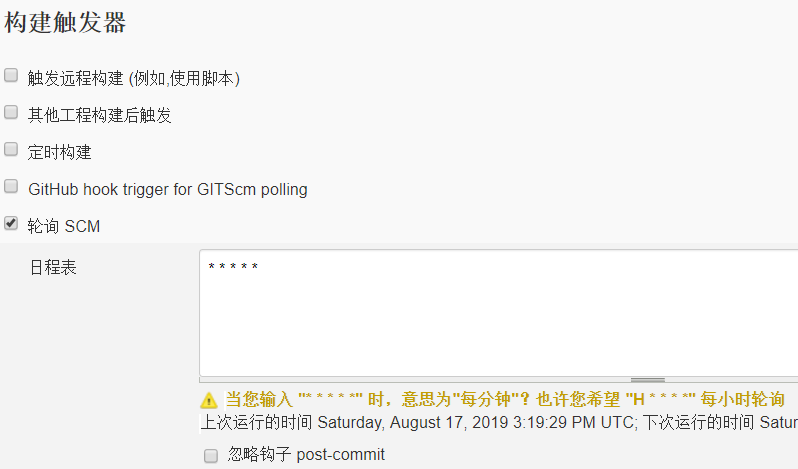 构建触发器
触发远程构建 (例如,使用脚本)
其他工程构建后触发
定时构建
GitHub hook trigger for GITScm polling
轮询 SCM
日程表
* * * * *
当您输入 "* * * * *" 时，意思为"每分钟"？也许您希望 "H * * * *" 每小时轮询
上次运行的时间 Saturday, August 17, 2019 3:19:29 PM UTC; 下次运行的时间 Satur
忽略钩子 post-commit